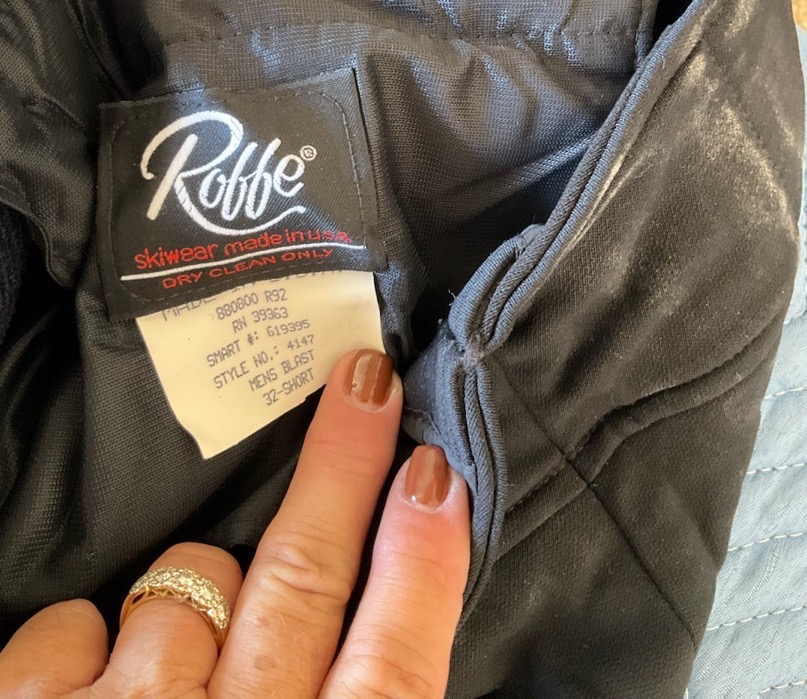 Roffe®
skiwear made in u.s.a.
DRY CLEAN ONLY
880800 R92
RN 39363
SMART #: 619395
STYLE NO.: 4147
MENS BLAST
32-SHORT